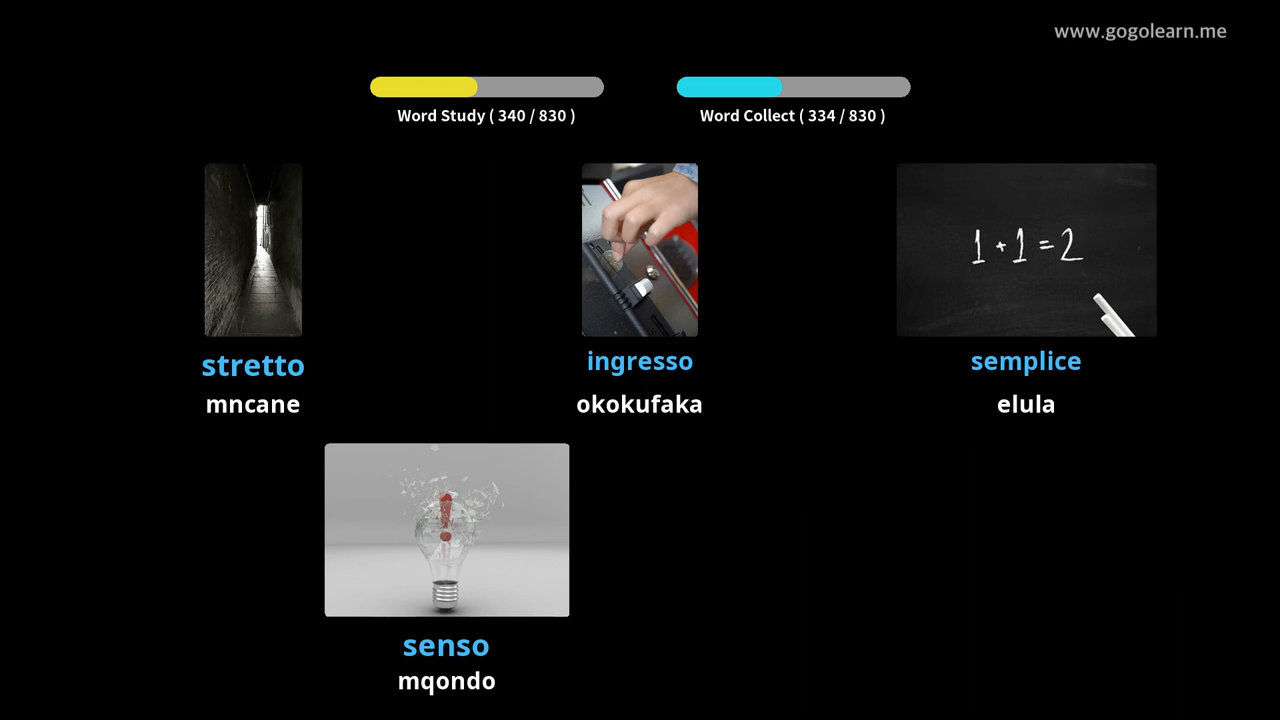 www.gogolearn.me
Word Study ( 340 / 830 )
Word Collect ( 334 / 830 )
1 + 1 = 2
stretto
mncane
ingresso
okokufaka
semplice
elula
senso
mqondo